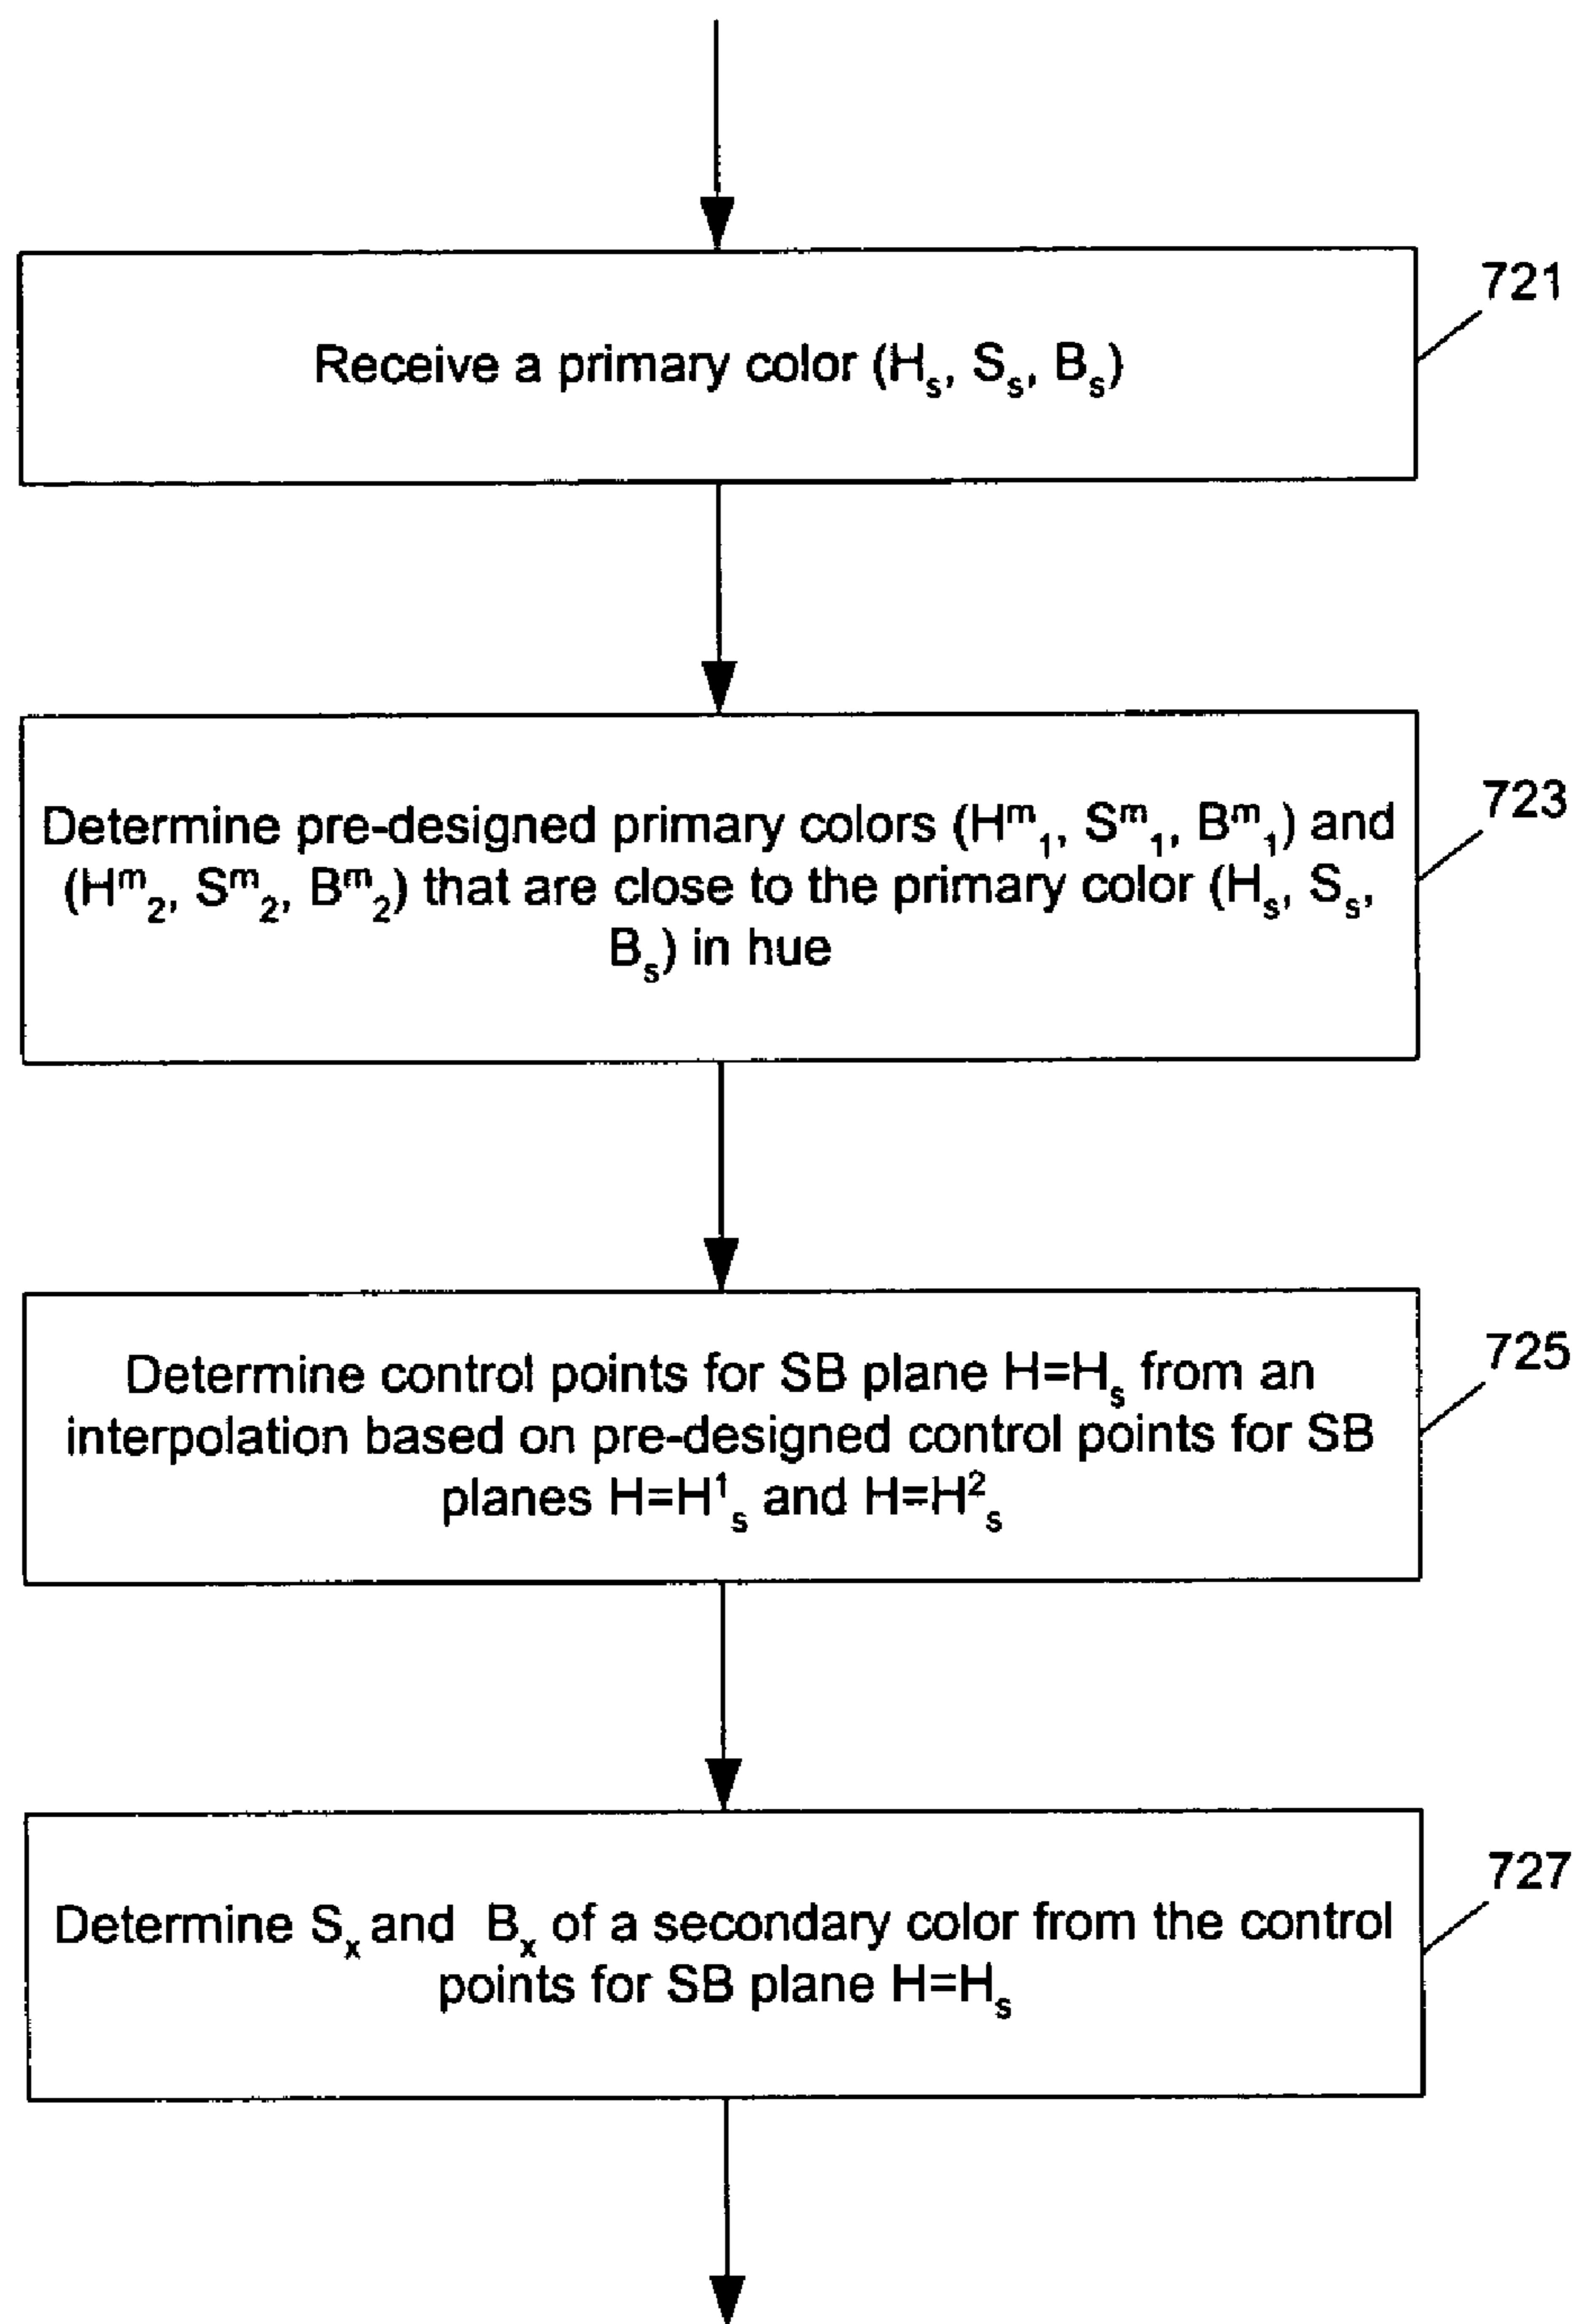 721
Receive a primary color (Hₛ, Sₛ, Bₛ)
723
Determine pre-designed primary colors (Hᵐ₁, Sᵐ₁, Bᵐ₁) and
(Hᵐ₂, Sᵐ₂, Bᵐ₂) that are close to the primary color (Hₛ, Sₛ,
Bₛ) in hue
725
Determine control points for SB plane H=Hₛ from an
interpolation based on pre-designed control points for SB
planes H=H¹ₛ and H=H²ₛ
727
Determine Sₓ and Bₓ of a secondary color from the control
points for SB plane H=Hₛ